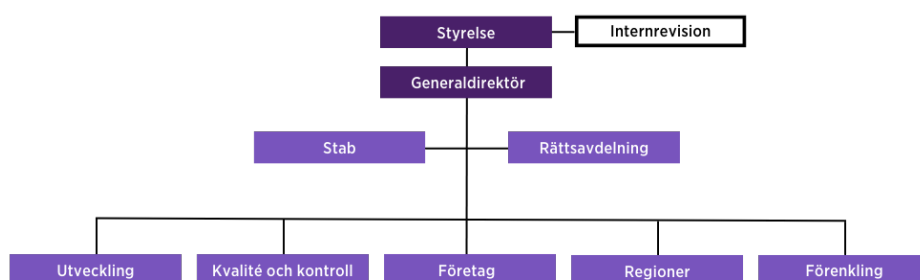 Styrelse
Internrevision
Generaldirektör
Stab
Rättsavdelning
Utveckling
Kvalité och kontroll
Företag
Regioner
Förenkling